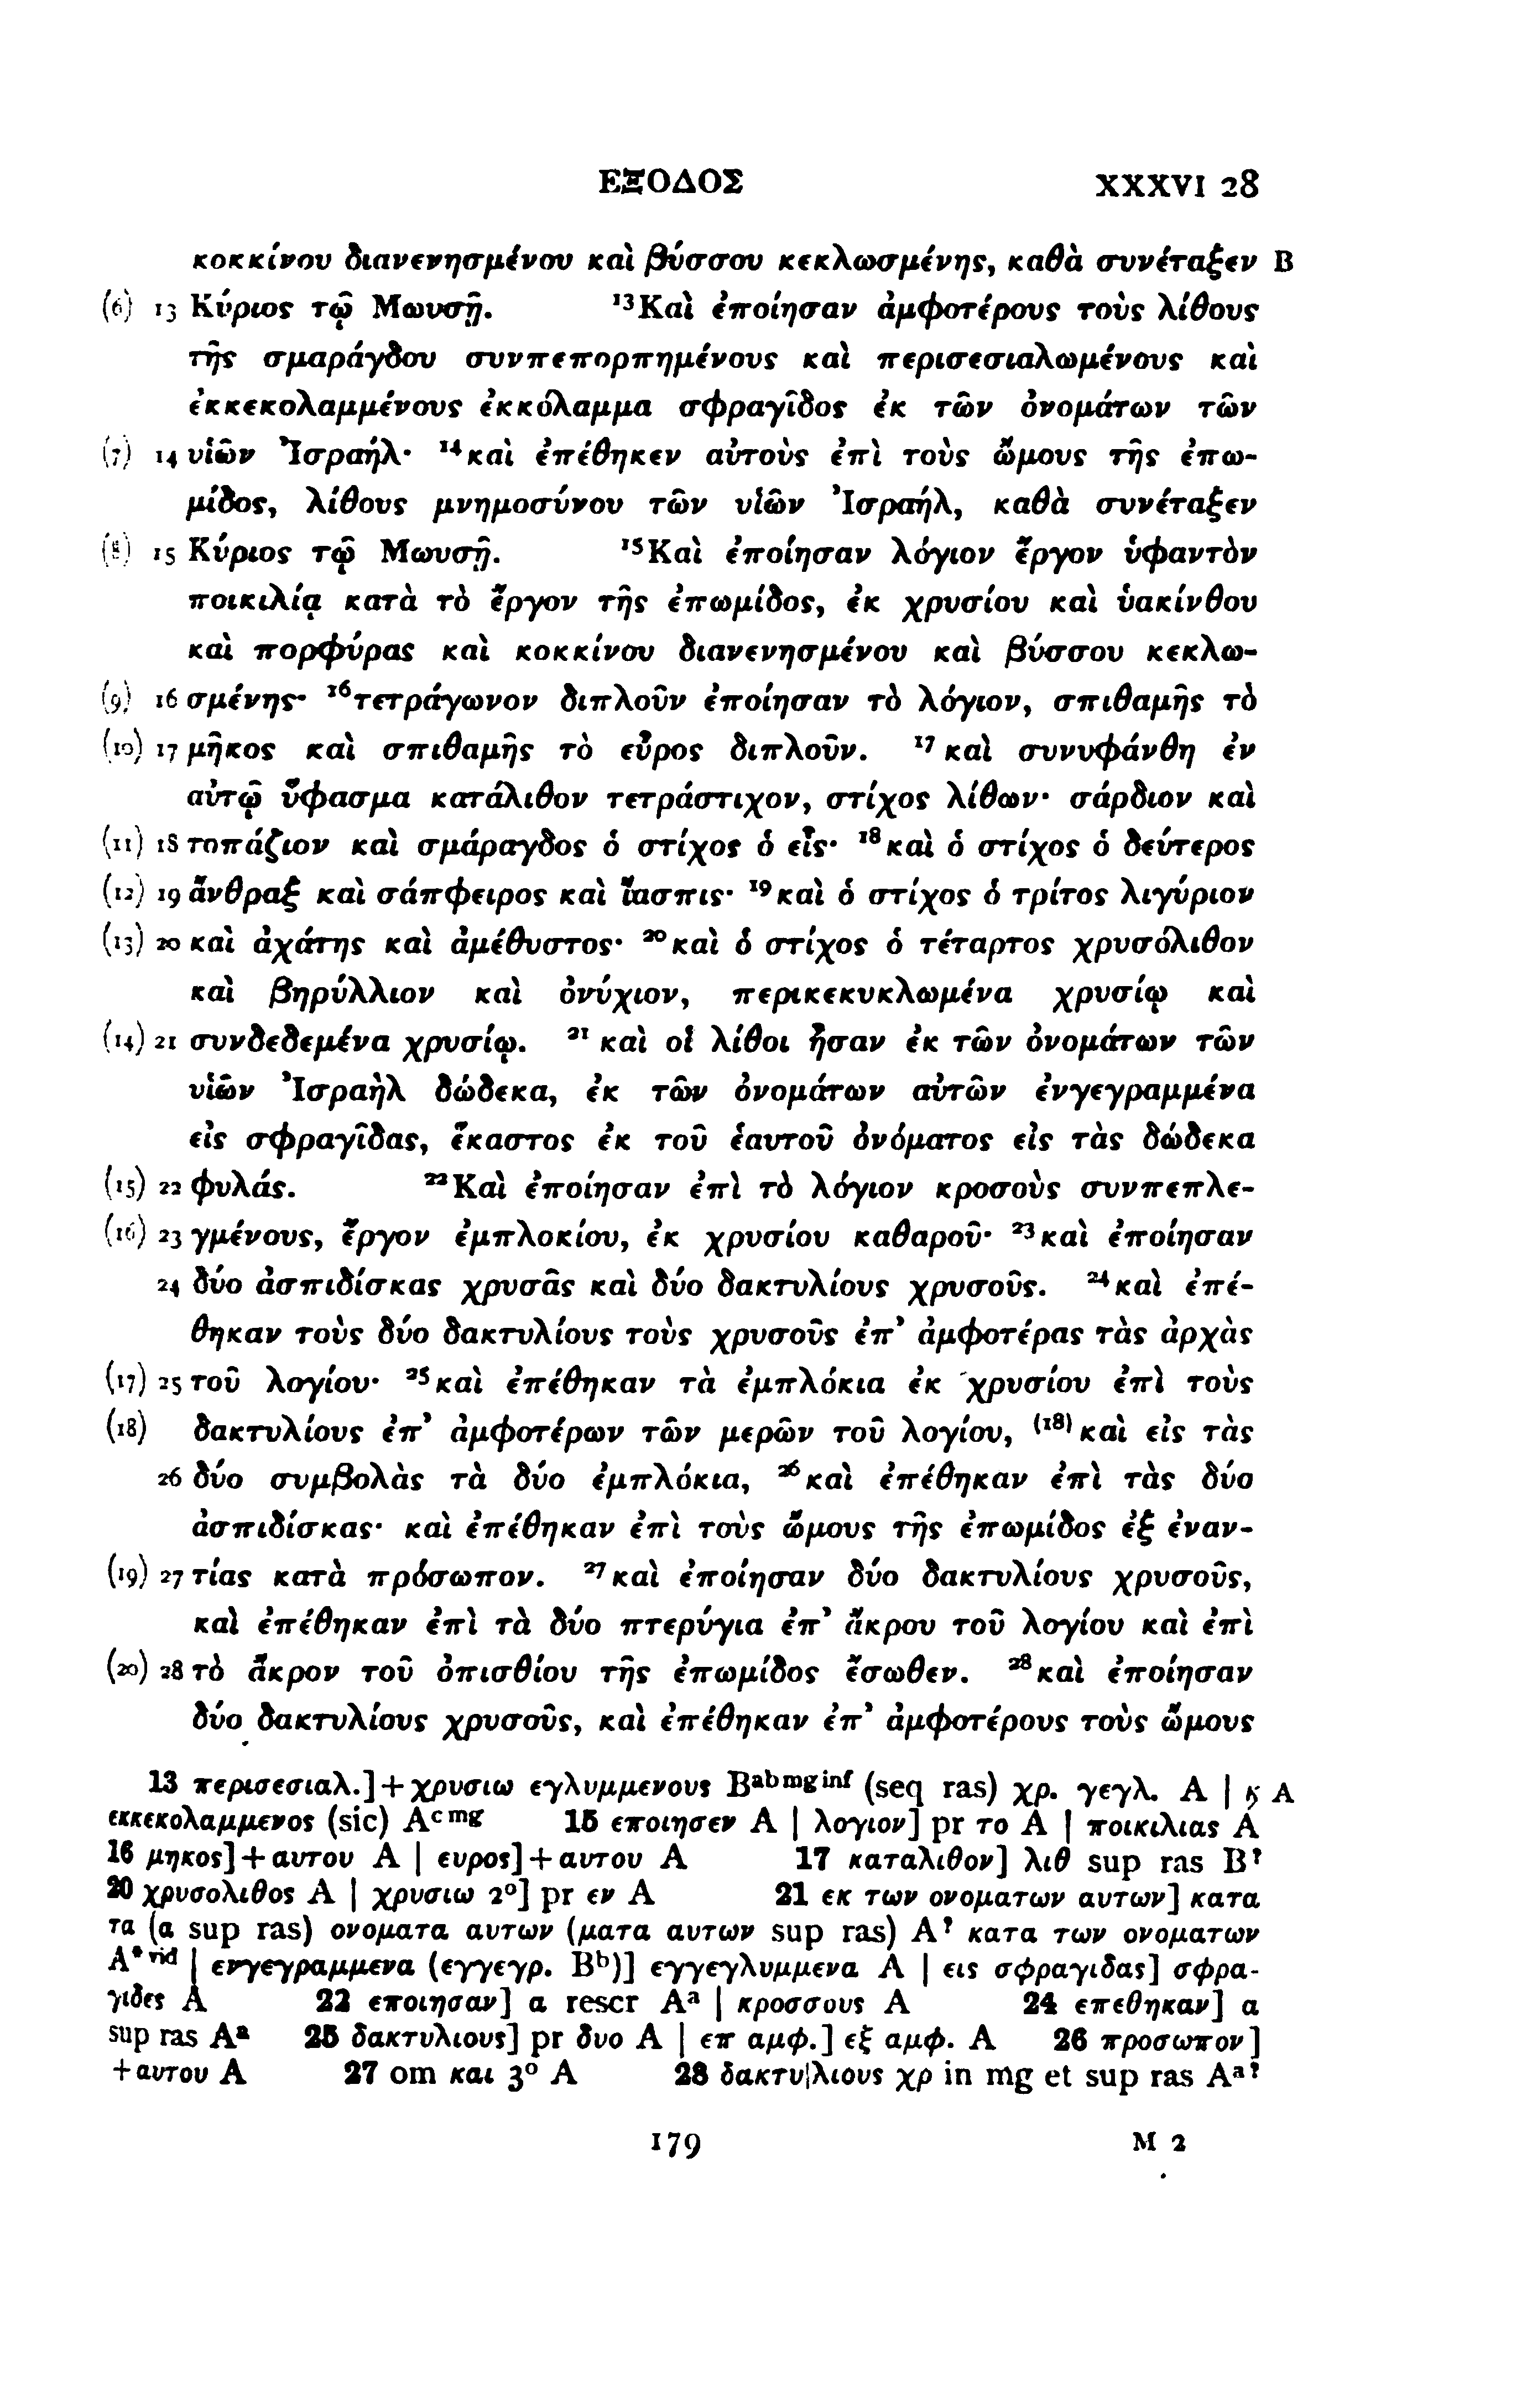 ΕΞΟΔΟΣ XXXVI 28
κοκκίνου διανενησμένου καὶ βύσσου κεκλωσμένης, καθὰ συνέταξεν B
(6) 13 Κύριος τῷ Μωυσῇ. ¹³Καὶ ἐποίησαν ἀμφοτέρους τοὺς λίθους
τῆς σμαράγδου συνπεπορπημένους καὶ περισεσιαλωμένους καὶ
ἐκκεκολαμμένους ἐκκόλαμμα σφραγῖδος ἐκ τῶν ὀνομάτων τῶν
(7) 14 υἱῶν Ἰσραήλ· ¹⁴καὶ ἐπέθηκεν αὐτοὺς ἐπὶ τοὺς ὤμους τῆς ἐπω-
μίδος, λίθους μνημοσύνου τῶν υἱῶν Ἰσραήλ, καθὰ συνέταξεν
(8) 15 Κύριος τῷ Μωυσῇ. ¹⁵Καὶ ἐποίησαν λόγιον ἔργον ὑφαντὸν
ποικιλίᾳ κατὰ τὸ ἔργον τῆς ἐπωμίδος, ἐκ χρυσίου καὶ ὑακίνθου
καὶ πορφύρας καὶ κοκκίνου διανενησμένου καὶ βύσσου κεκλω-
(9) 16 σμένης· ¹⁶τετράγωνον διπλοῦν ἐποίησαν τὸ λόγιον, σπιθαμῆς τὸ
(10) 17 μῆκος καὶ σπιθαμῆς τὸ εὖρος διπλοῦν. ¹⁷καὶ συνυφάνθη ἐν
αὐτῷ ὕφασμα κατάλιθον τετράστιχον, στίχος λίθων· σάρδιον καὶ
(11) 18 τοπάζιον καὶ σμάραγδος ὁ στίχος ὁ εἷς· ¹⁸καὶ ὁ στίχος ὁ δεύτερος
(12) 19 ἄνθραξ καὶ σάπφειρος καὶ ἴασπις· ¹⁹καὶ ὁ στίχος ὁ τρίτος λιγύριον
(13) 20 καὶ ἀχάτης καὶ ἀμέθυστος· ²⁰καὶ ὁ στίχος ὁ τέταρτος χρυσόλιθον
καὶ βηρύλλιον καὶ ὀνύχιον, περικεκυκλωμένα χρυσίῳ καὶ
(14) 21 συνδεδεμένα χρυσίῳ. ²¹καὶ οἱ λίθοι ἦσαν ἐκ τῶν ὀνομάτων τῶν
υἱῶν Ἰσραὴλ δώδεκα, ἐκ τῶν ὀνομάτων αὐτῶν ἐνγεγραμμένα
εἰς σφραγῖδας, ἕκαστος ἐκ τοῦ ἑαυτοῦ ὀνόματος εἰς τὰς δώδεκα
(15) 22 φυλάς. ²²Καὶ ἐποίησαν ἐπὶ τὸ λόγιον κροσοὺς συνπεπλε-
(16) 23 γμένους, ἔργον ἐμπλοκίου, ἐκ χρυσίου καθαροῦ· ²³καὶ ἐποίησαν
24 δύο ἀσπιδίσκας χρυσᾶς καὶ δύο δακτυλίους χρυσοῦς. ²⁴καὶ ἐπέ-
θηκαν τοὺς δύο δακτυλίους τοὺς χρυσοῦς ἐπ’ ἀμφοτέρας τὰς ἀρχὰς
(17) 25 τοῦ λογίου· ²⁵καὶ ἐπέθηκαν τὰ ἐμπλόκια ἐκ χρυσίου ἐπὶ τοὺς
(18) δακτυλίους ἐπ’ ἀμφοτέρων τῶν μερῶν τοῦ λογίου, ⁽¹⁸⁾καὶ εἰς τὰς
26 δύο συμβολὰς τὰ δύο ἐμπλόκια, ²⁶καὶ ἐπέθηκαν ἐπὶ τὰς δύο
ἀσπιδίσκας· καὶ ἐπέθηκαν ἐπὶ τοὺς ὤμους τῆς ἐπωμίδος ἐξ ἐναν-
(19) 27 τίας κατὰ πρόσωπον. ²⁷καὶ ἐποίησαν δύο δακτυλίους χρυσοῦς,
καὶ ἐπέθηκαν ἐπὶ τὰ δύο πτερύγια ἐπ’ ἄκρου τοῦ λογίου καὶ ἐπὶ
(20) 28 τὸ ἄκρον τοῦ ὀπισθίου τῆς ἐπωμίδος ἔσωθεν. ²⁸καὶ ἐποίησαν
δύο δακτυλίους χρυσοῦς, καὶ ἐπέθηκαν ἐπ’ ἀμφοτέρους τοὺς ὤμους
13 περισεσιαλ.]+χρυσιω εγλυμμενους Bᵃᵇ ᵐᵍ ⁱⁿᶠ (seq ras) χρ. γεγλ. A | A
εκκεκολαμμενος (sic) Aᶜ ᵐᵍ 15 εποιησεν A | λογιον] pr το A | ποικιλιας A
16 μηκος]+αυτου A | ευρος]+αυτου A 17 καταλιθον] λιθ sup ras B?
20 χρυσολιθος A | χρυσιω 2°] pr εν A 21 εκ των ονοματων αυτων] κατα
τα (α sup ras) ονοματα αυτων (ματα αυτων sup ras) A? κατα των ονοματων
A*ᵛⁱᵈ | ενγεγραμμενα (εγγεγρ. Bᵇ)] εγγεγλυμμενα A | εις σφραγιδας] σφρα-
γιδες A 22 εποιησαν] α rescr Aᵃ | κροσσους A 24 επεθηκαν] α
sup ras Aᵃ 25 δακτυλιους] pr δυο A | επ αμφ.] εξ αμφ. A 26 προσωπον]
+αυτου A 27 om και 3° A 28 δακτυ|λιους χρ in mg et sup ras Aᵃ?
179 M 2